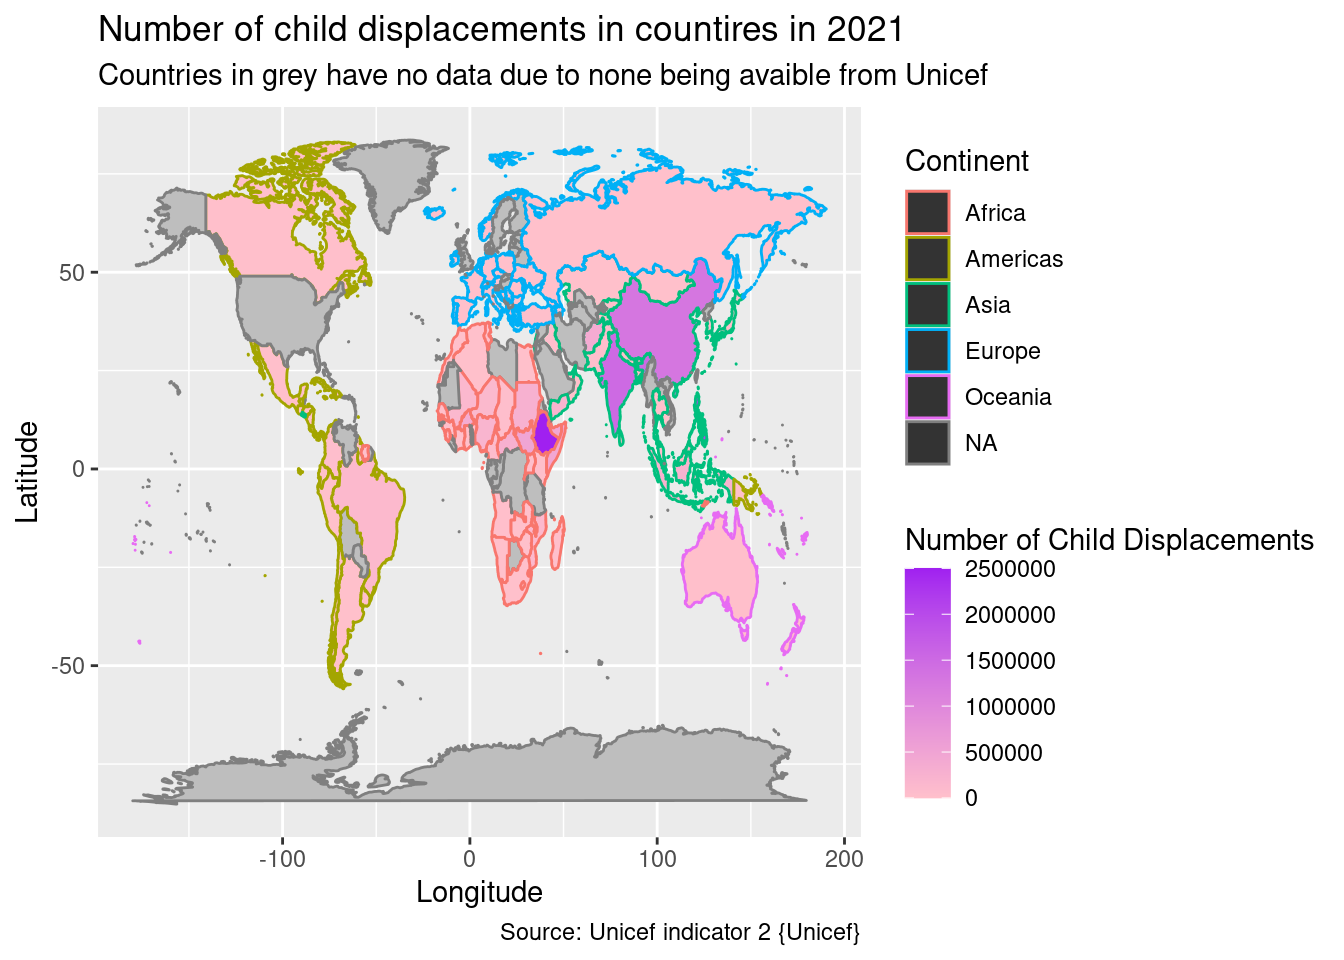 Number of child displacements in countires in 2021
Countries in grey have no data due to none being avaible from Unicef
Latitude
50
0
-50
-100
0
100
200
Longitude
Continent
Africa
Americas
Asia
Europe
Oceania
NA
Number of Child Displacements
2500000
2000000
1500000
1000000
500000
0
Source: Unicef indicator 2 {Unicef}